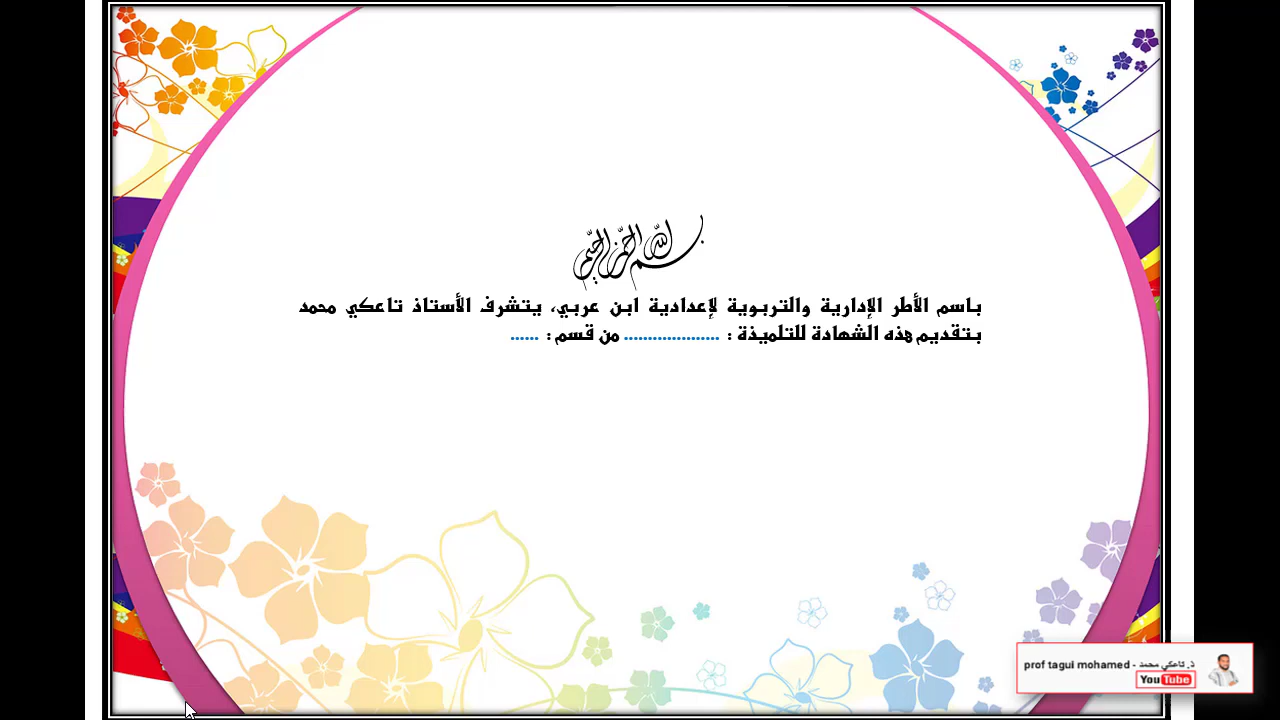 بسم الله الرحمن الرحيم
باسم الأطر الإدارية والتربوية لإعدادية ابن عربي، يتشرف الأستاذ تاعكي محمد
بتقديم هذه الشهادة للتلميذة : .................... من قسم : ......
prof tagui mohamed - ذ. تاعكي محمد
YouTube